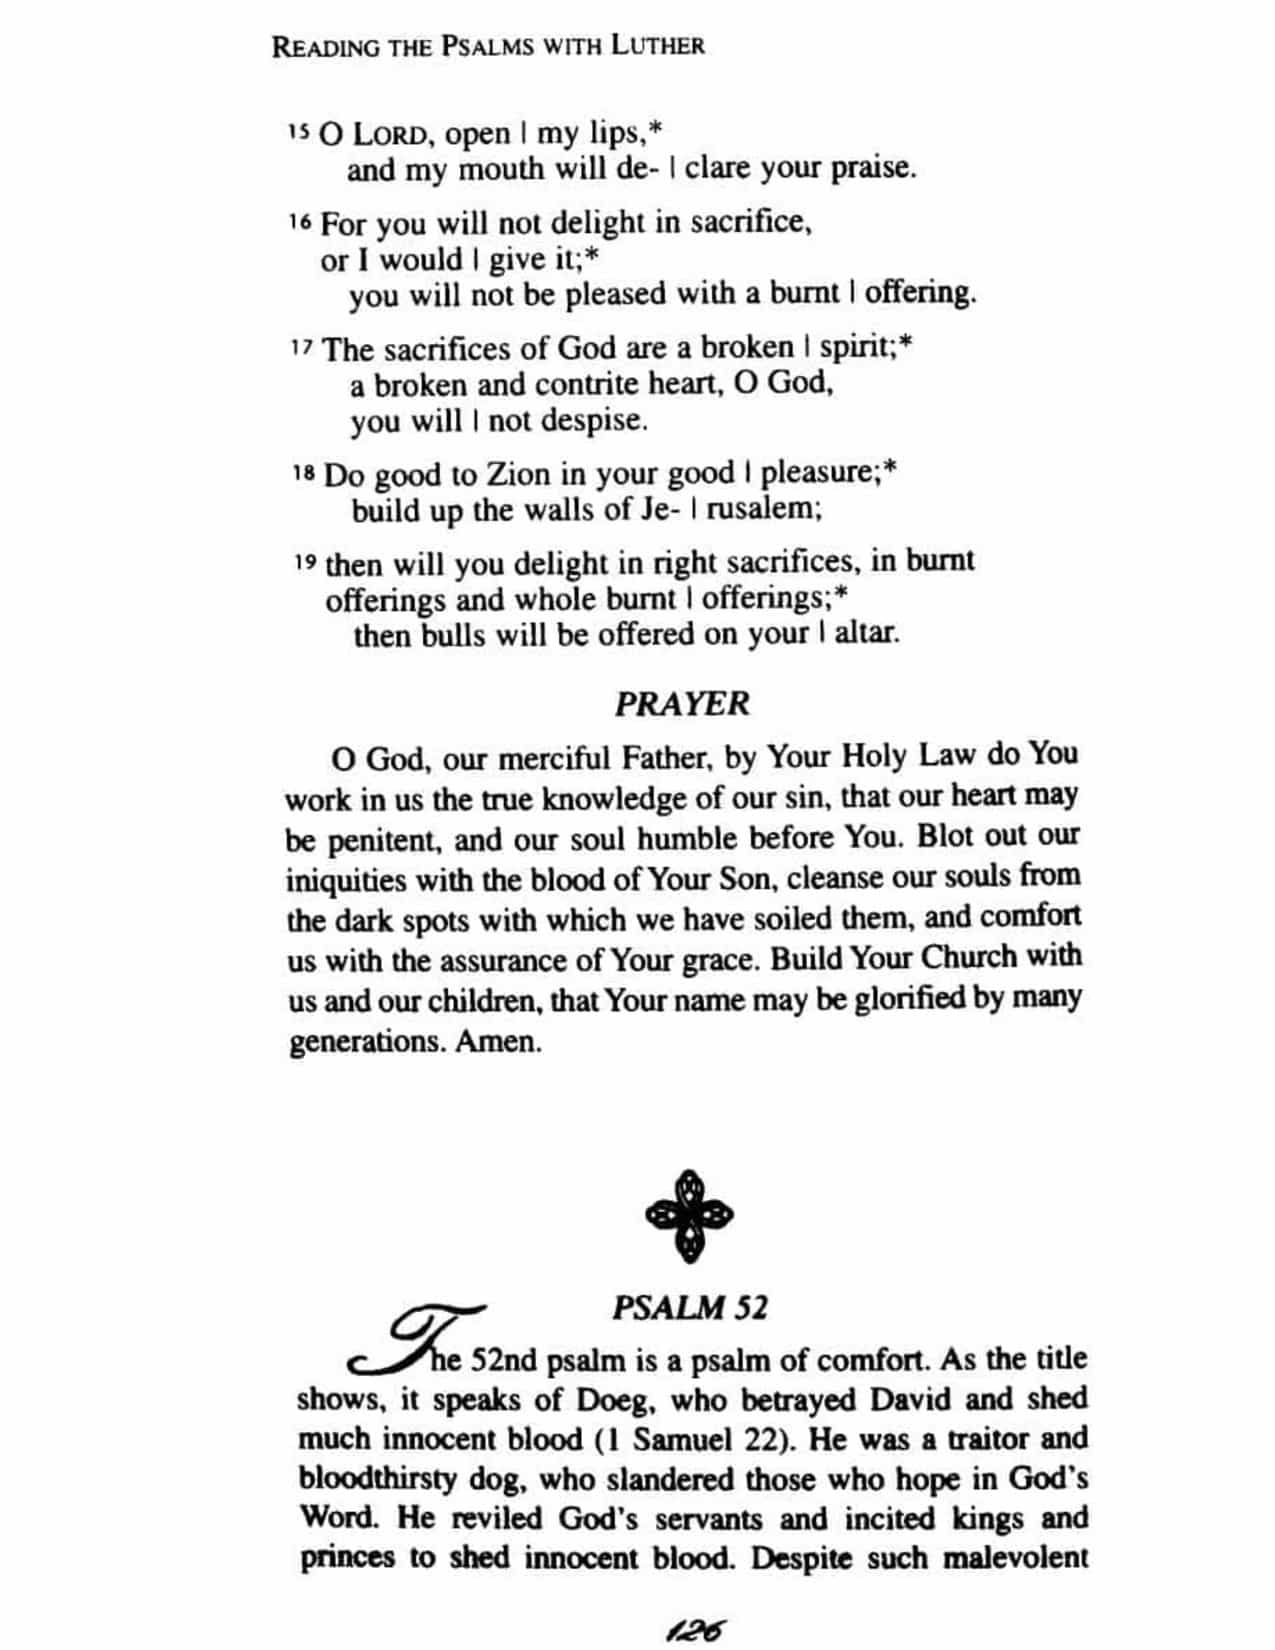 READING THE PSALMS WITH LUTHER
15 O LORD, open | my lips,*
and my mouth will de- | clare your praise.
16 For you will not delight in sacrifice,
or I would | give it;*
you will not be pleased with a burnt | offering.
17 The sacrifices of God are a broken | spirit;*
a broken and contrite heart, O God,
you will | not despise.
18 Do good to Zion in your good | pleasure;*
build up the walls of Je- | rusalem;
19 then will you delight in right sacrifices, in burnt
offerings and whole burnt | offerings;*
then bulls will be offered on your | altar.
PRAYER
O God, our merciful Father, by Your Holy Law do You
work in us the true knowledge of our sin, that our heart may
be penitent, and our soul humble before You. Blot out our
iniquities with the blood of Your Son, cleanse our souls from
the dark spots with which we have soiled them, and comfort
us with the assurance of Your grace. Build Your Church with
us and our children, that Your name may be glorified by many
generations. Amen.
PSALM 52
The 52nd psalm is a psalm of comfort. As the title
shows, it speaks of Doeg, who betrayed David and shed
much innocent blood (1 Samuel 22). He was a traitor and
bloodthirsty dog, who slandered those who hope in God's
Word. He reviled God's servants and incited kings and
princes to shed innocent blood. Despite such malevolent
126